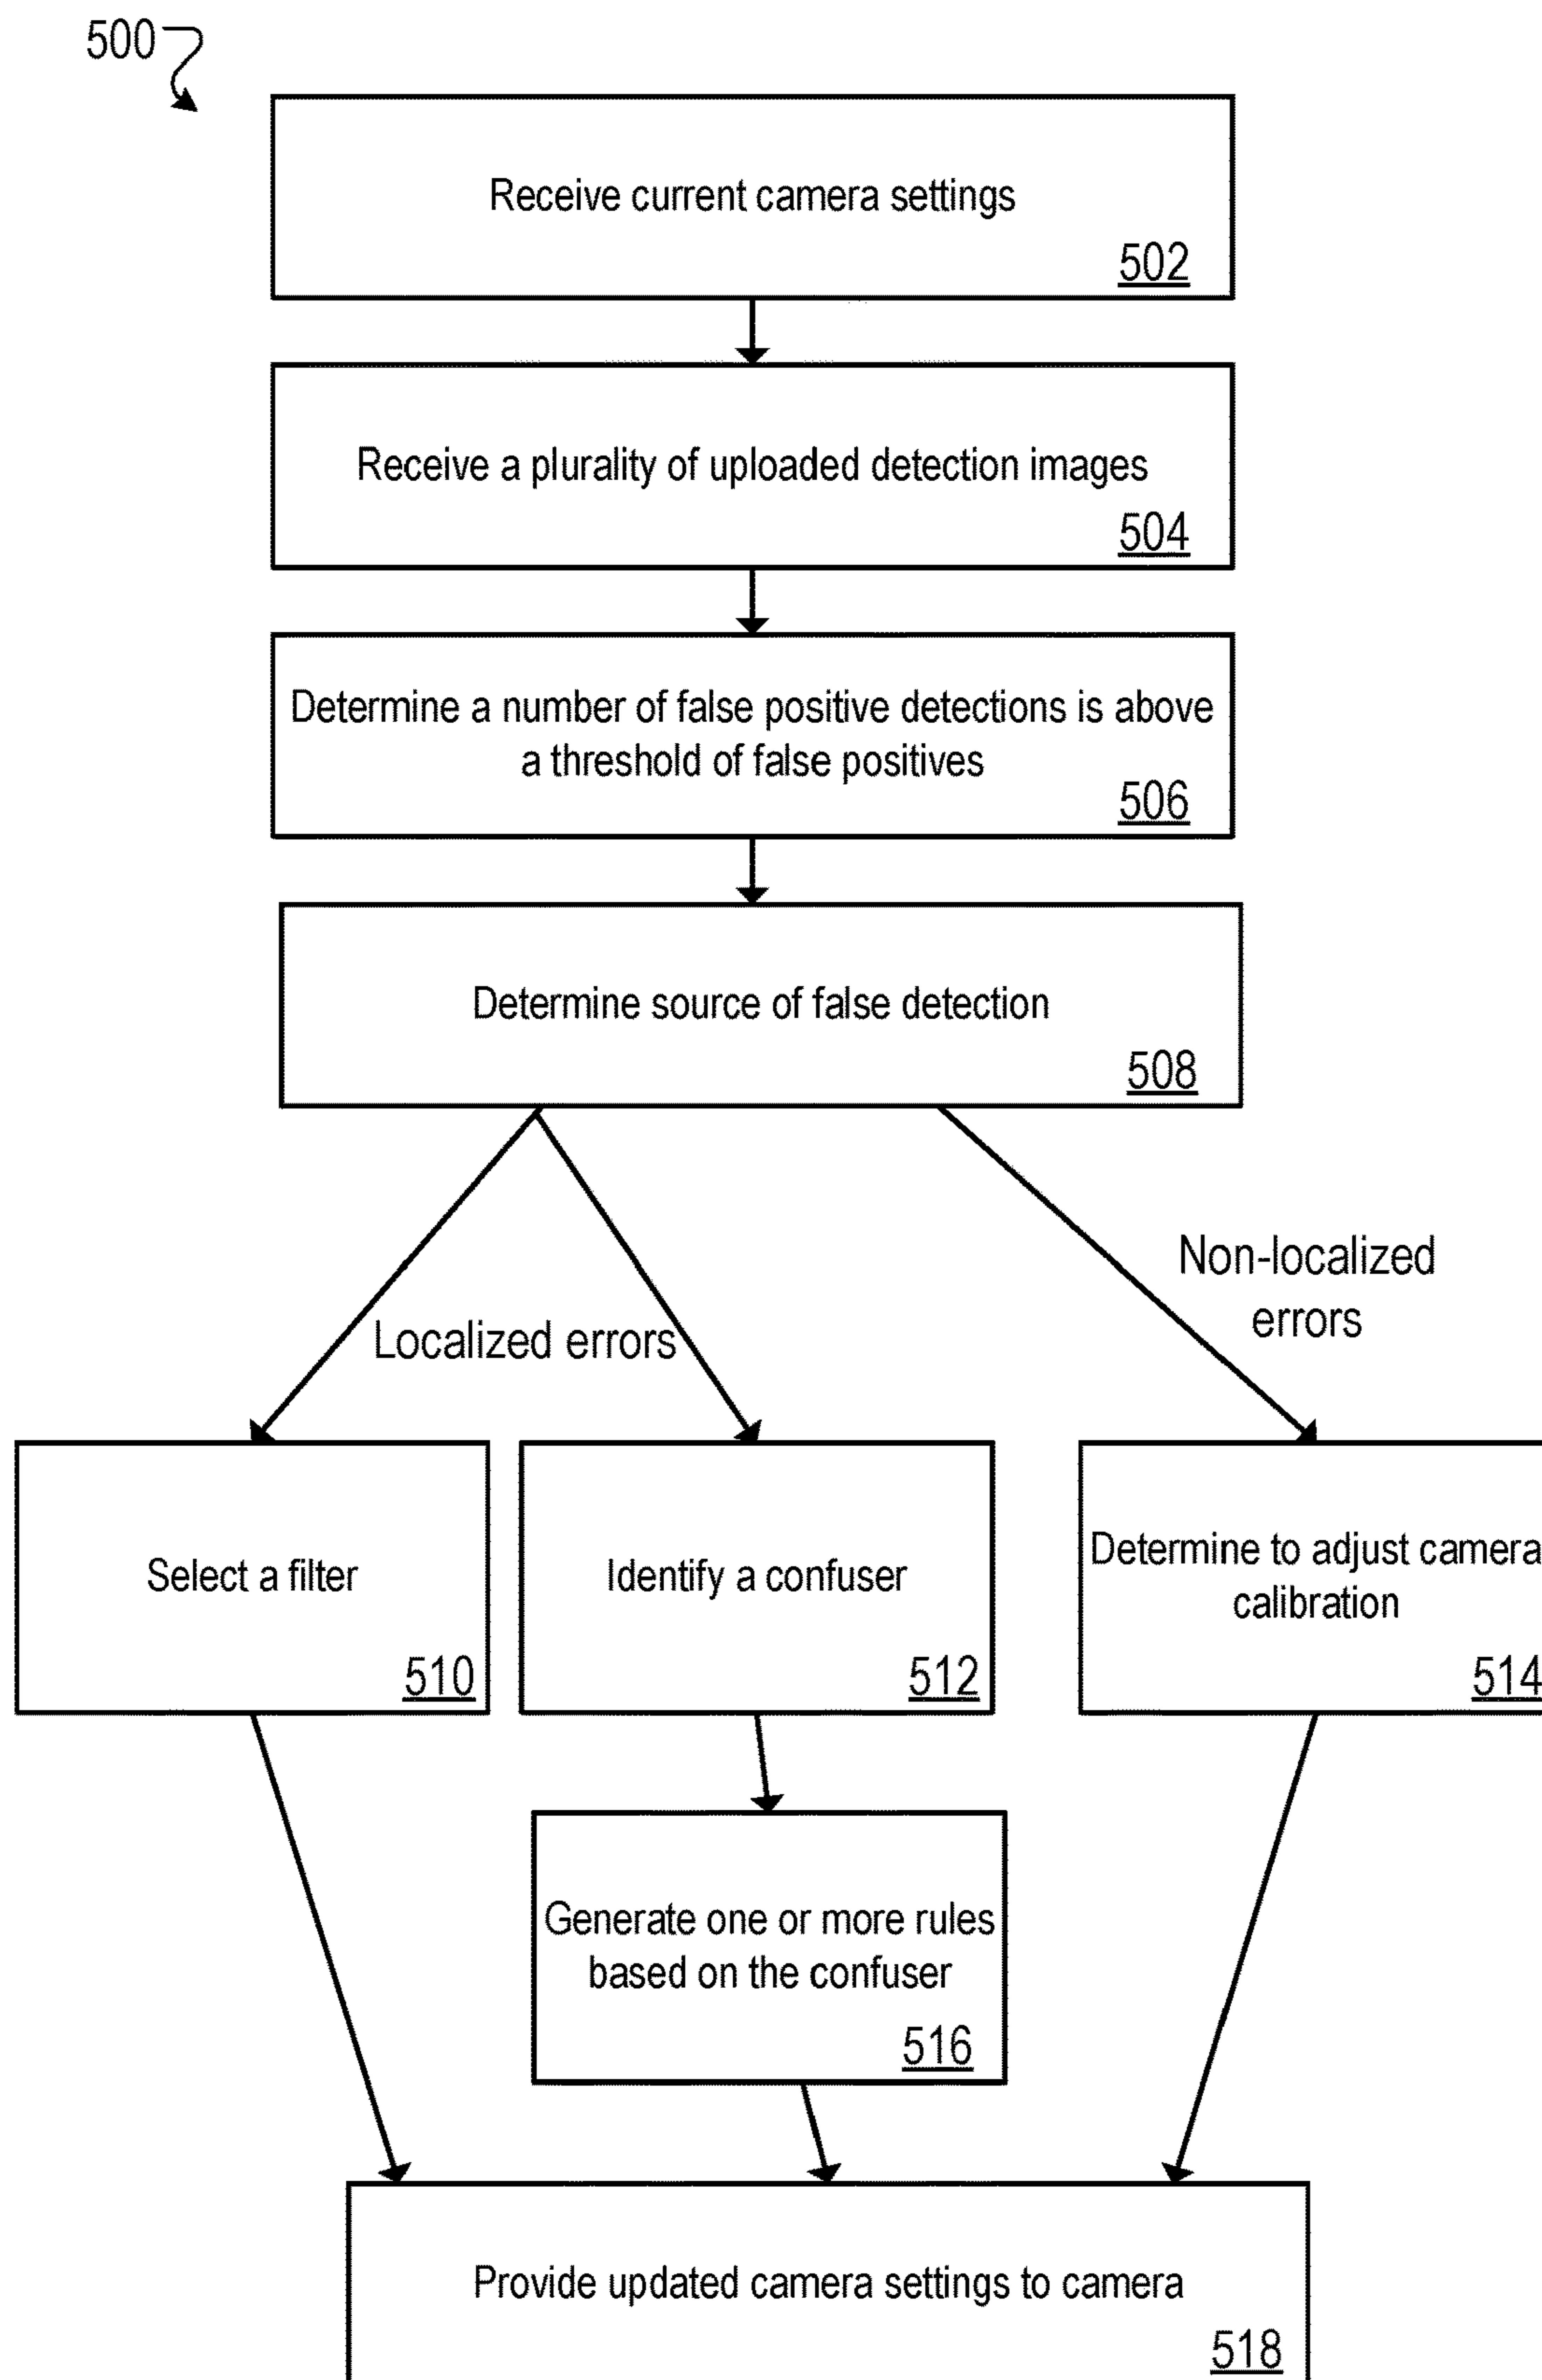 500
Receive current camera settings
502
Receive a plurality of uploaded detection images
504
Determine a number of false positive detections is above
a threshold of false positives
506
Determine source of false detection
508
Non-localized
errors
Localized errors
Select a filter
510
Identify a confuser
512
Determine to adjust camera
calibration
514
Generate one or more rules
based on the confuser
516
Provide updated camera settings to camera
518